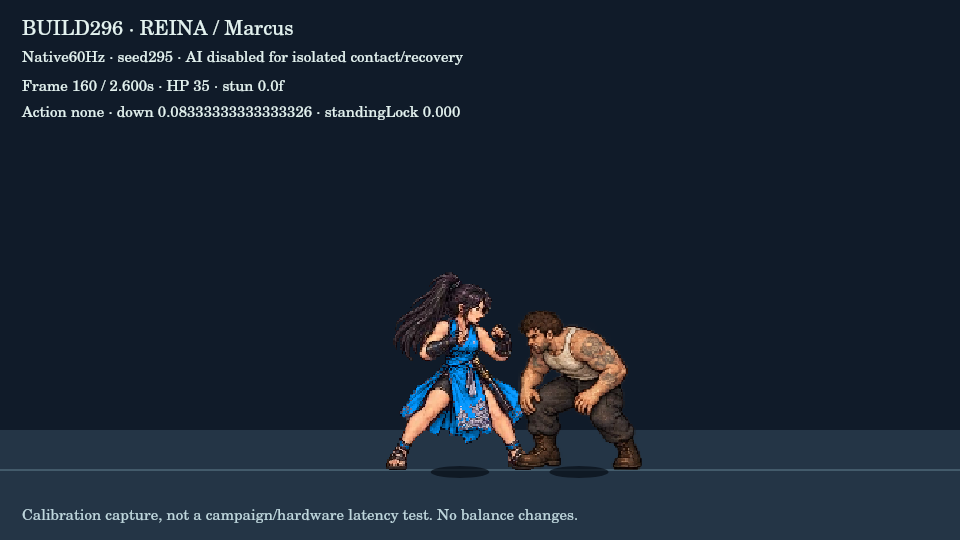 BUILD296 · REINA / Marcus
Native60Hz · seed295 · AI disabled for isolated contact/recovery
Frame 160 / 2.600s · HP 35 · stun 0.0f
Action none · down 0.08333333333333326 · standingLock 0.000
Calibration capture, not a campaign/hardware latency test. No balance changes.